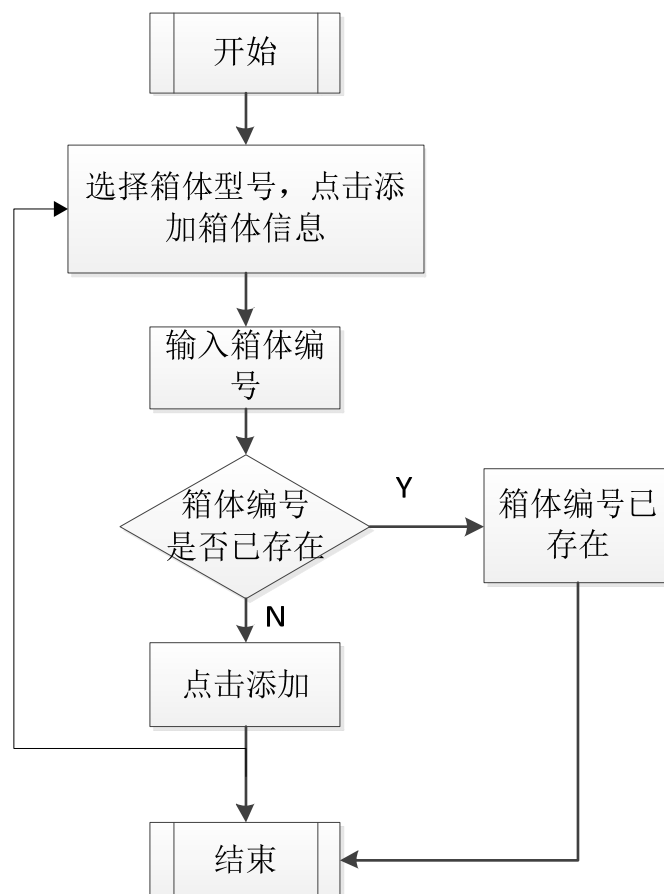 开始
选择箱体型号，点击添
加箱体信息
输入箱体编
号
箱体编号
是否已存在
Y
箱体编号已
存在
N
点击添加
结束